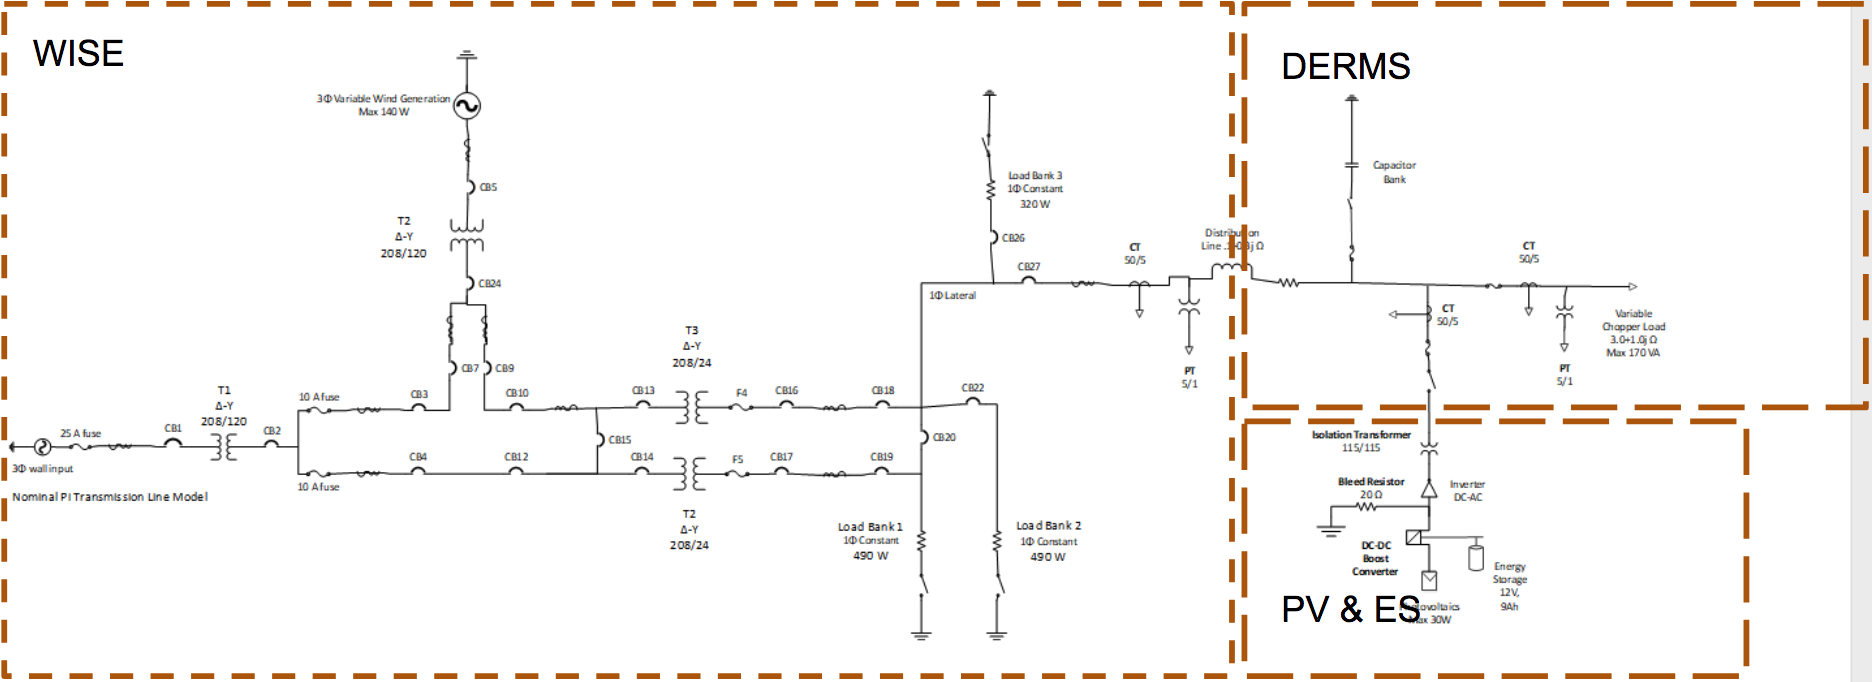 WISE
3Φ Variable Wind Generation
Max 140 W
CB5
T2
Δ-Y
208/120
CB24
CB7
CB9
T1
Δ-Y
208/120
10 A fuse
CB3
CB10
25 A fuse
CB1
CB2
3Φ wall input
10 A fuse
CB4
CB12
Nominal PI Transmission Line Model
T3
Δ-Y
208/24
CB13
F4
CB16
CB18
CB22
CB15
CB20
CB14
F5
CB17
CB19
T2
Δ-Y
208/24
Load Bank 1
1Φ Constant
490 W
Load Bank 2
1Φ Constant
490 W
Load Bank 3
1Φ Constant
320 W
CB26
CB27
1Φ Lateral
CT
50/5
PT
5/1
Distribution
Line
Ω
DERMS
Capacitor
Bank
CT
50/5
CT
50/5
PT
5/1
Variable
Chopper Load
3.0+1.0j Ω
Max 170 VA
Isolation Transformer
115/115
Bleed Resistor
20 Ω
Inverter
DC-AC
DC-DC
Boost
Converter
Energy
Storage
12V,
9Ah
PV & ES
Photovoltaics
Max 30W